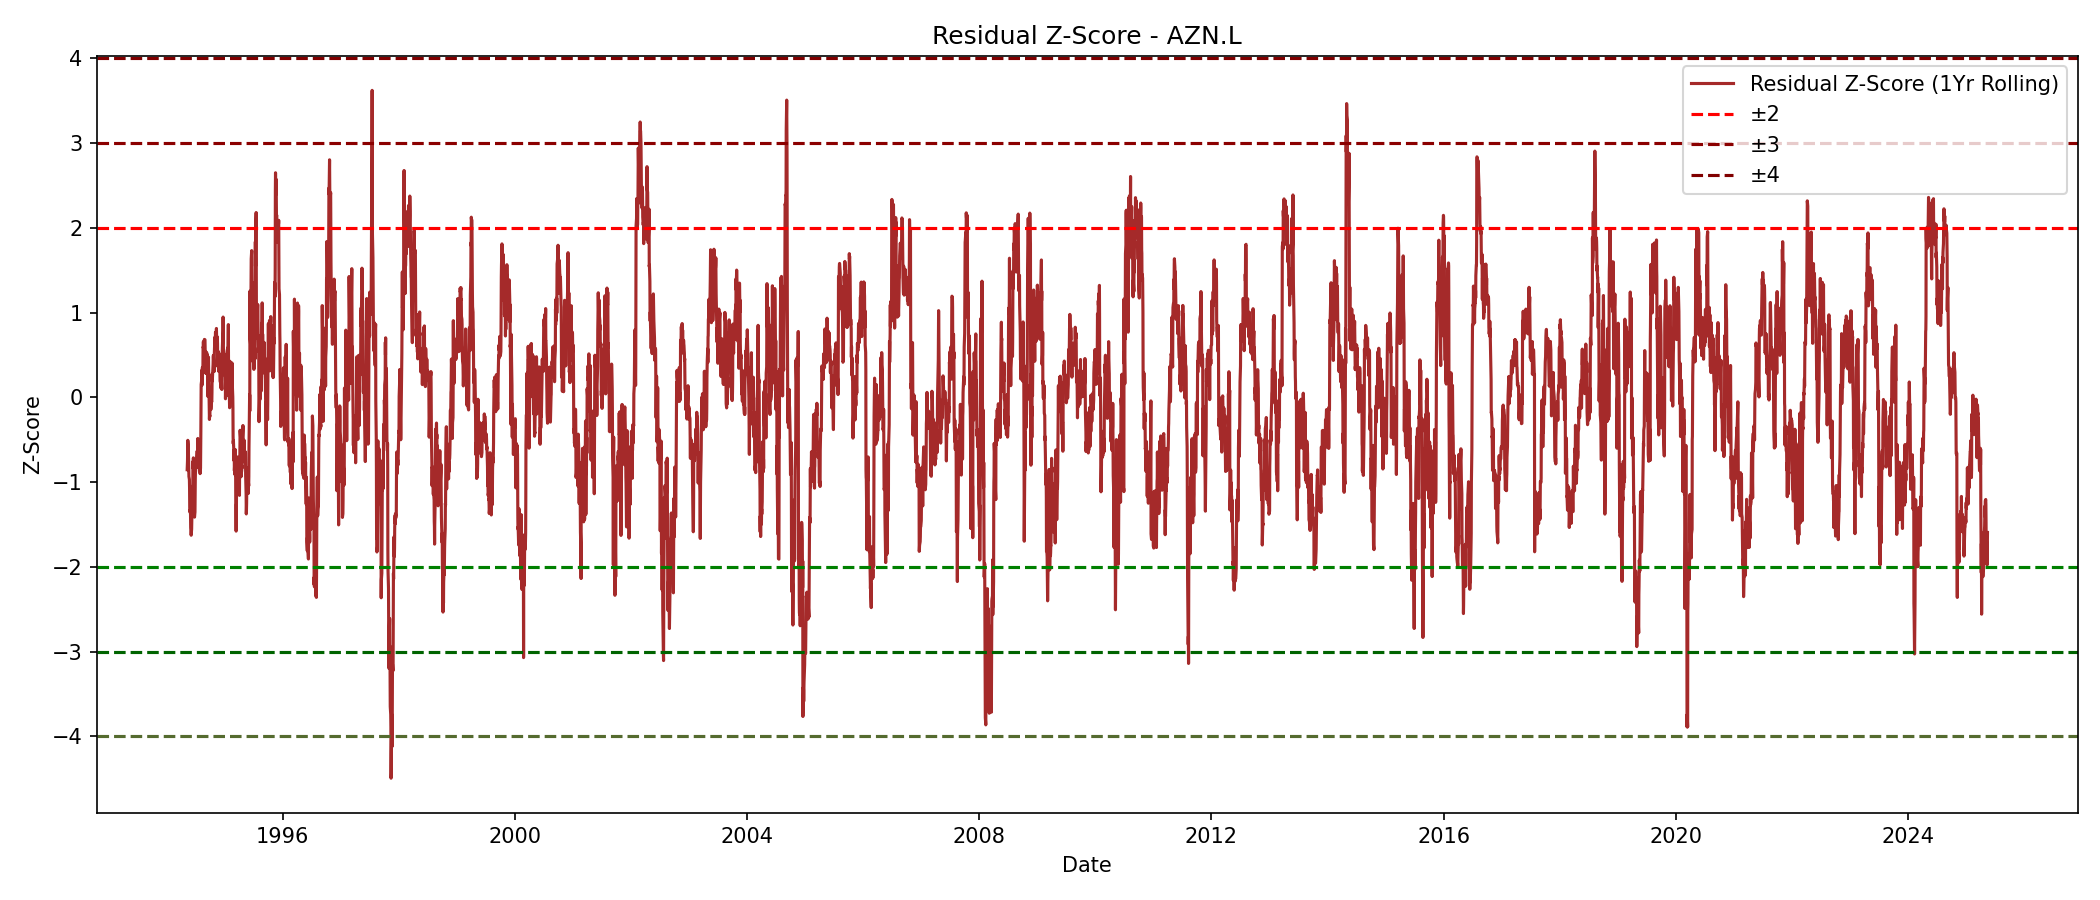 Residual Z-Score - AZN.L
Residual Z-Score (1Yr Rolling)
±2
±3
±4
4
3
2
1
0
−1
−2
−3
−4
Z-Score
1996 2000 2004 2008 2012 2016 2020 2024
Date